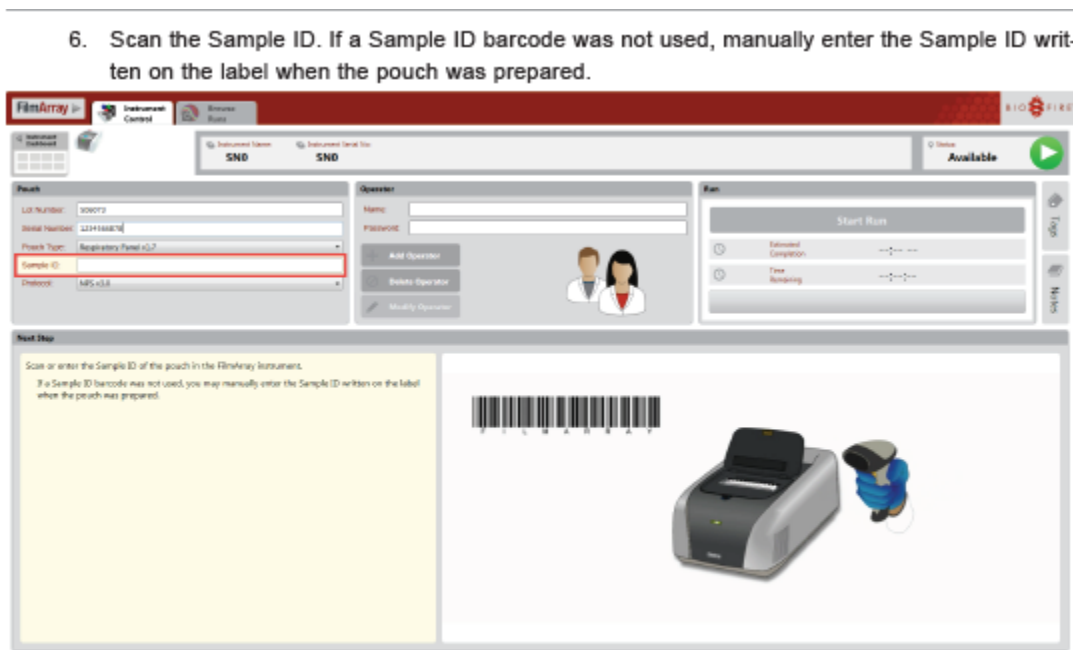 6. Scan the Sample ID. If a Sample ID barcode was not used, manually enter the Sample ID writ-
ten on the label when the pouch was prepared.
FilmArray
Instrument
Control
Browse
Runs
BIO FIRE
Instrument
Dashboard
Instrument Name
SN0
Instrument Serial No
SN0
Status
Available
Pouch
Lot Number:
Serial Number:
Pouch Type: Respiratory Panel v1.7
Sample ID:
Protocol: NPS v3.0
Operator
Name:
Password:
Add Operator
Delete Operator
Modify Operator
Run
Start Run
Estimated
Completion
--:-- --
Time
Remaining
--:--:--
Tags
Notes
Next Step
Scan or enter the Sample ID of the pouch in the FilmArray instrument.
If a Sample ID barcode was not used, you may manually enter the Sample ID written on the label
when the pouch was prepared.
F I L M A R R A Y